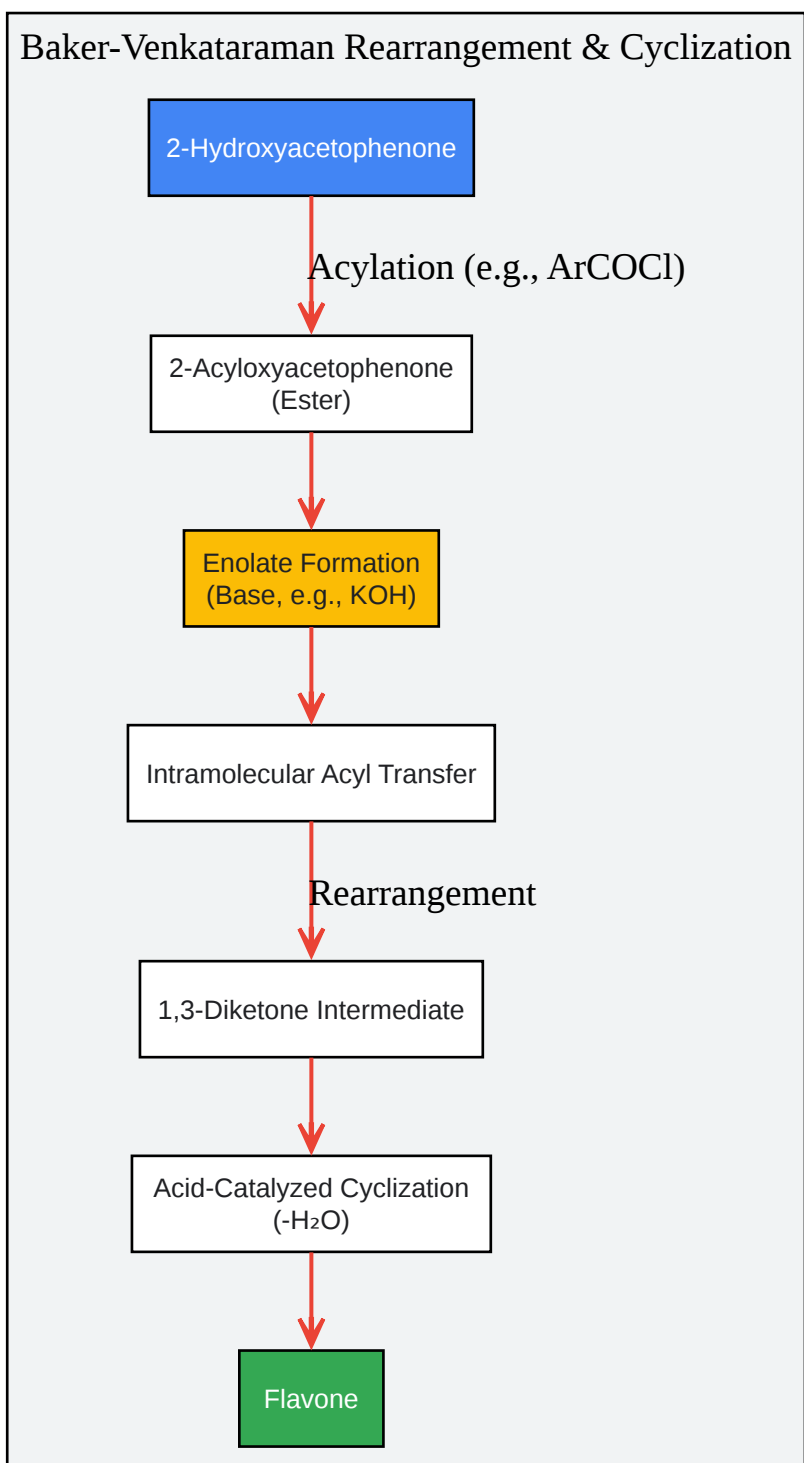 Baker-Venkataraman Rearrangement & Cyclization
2-Hydroxyacetophenone
Acylation (e.g., ArCOCl)
2-Acyloxyacetophenone
(Ester)
Enolate Formation
(Base, e.g., KOH)
Intramolecular Acyl Transfer
Rearrangement
1,3-Diketone Intermediate
Acid-Catalyzed Cyclization
(-H₂O)
Flavone